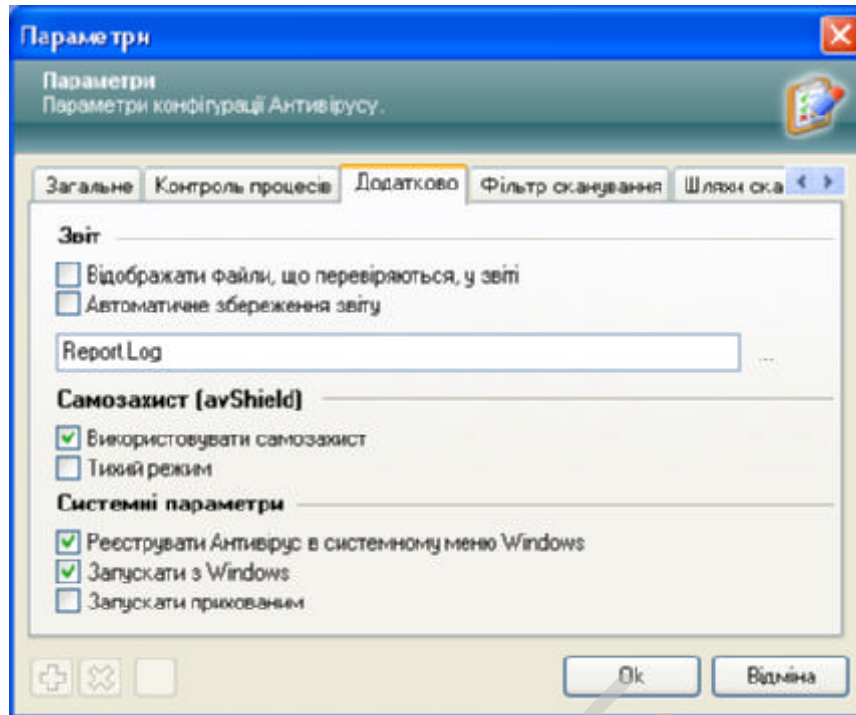 Параметри
Параметри
Параметри конфігурації Антивірусу.
Загальне Контроль процесів Додатково Фільтр сканування Шляхи ска
Звіт
Відображати файли, що перевіряються, у звіті
Автоматичне збереження звіту
Report.Log
...
Самозахист (avShield)
Використовувати самозахист
Тихий режим
Системні параметри
Реєструвати Антивірус в системному меню Windows
Запускати з Windows
Запускати прихованим
Ok Відміна